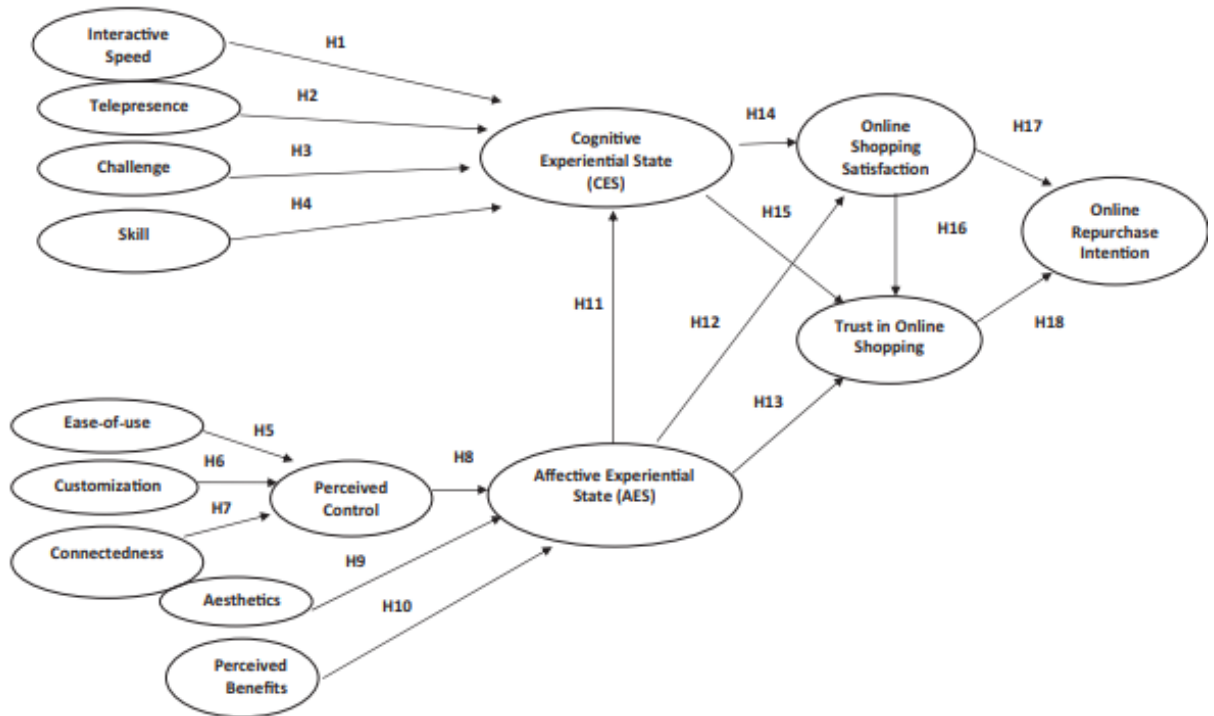 Interactive
Speed
H1
Telepresence
H2
Challenge
H3
Skill
H4
Cognitive
Experiential State
(CES)
H14
Online
Shopping
Satisfaction
H17
H15
H16
Online
Repurchase
Intention
H11
H12
Trust in Online
Shopping
H18
H13
Ease-of-use
H5
Customization
H6
Connectedness
H7
Perceived
Control
H8
Affective Experiential
State (AES)
Aesthetics
H9
Perceived
Benefits
H10